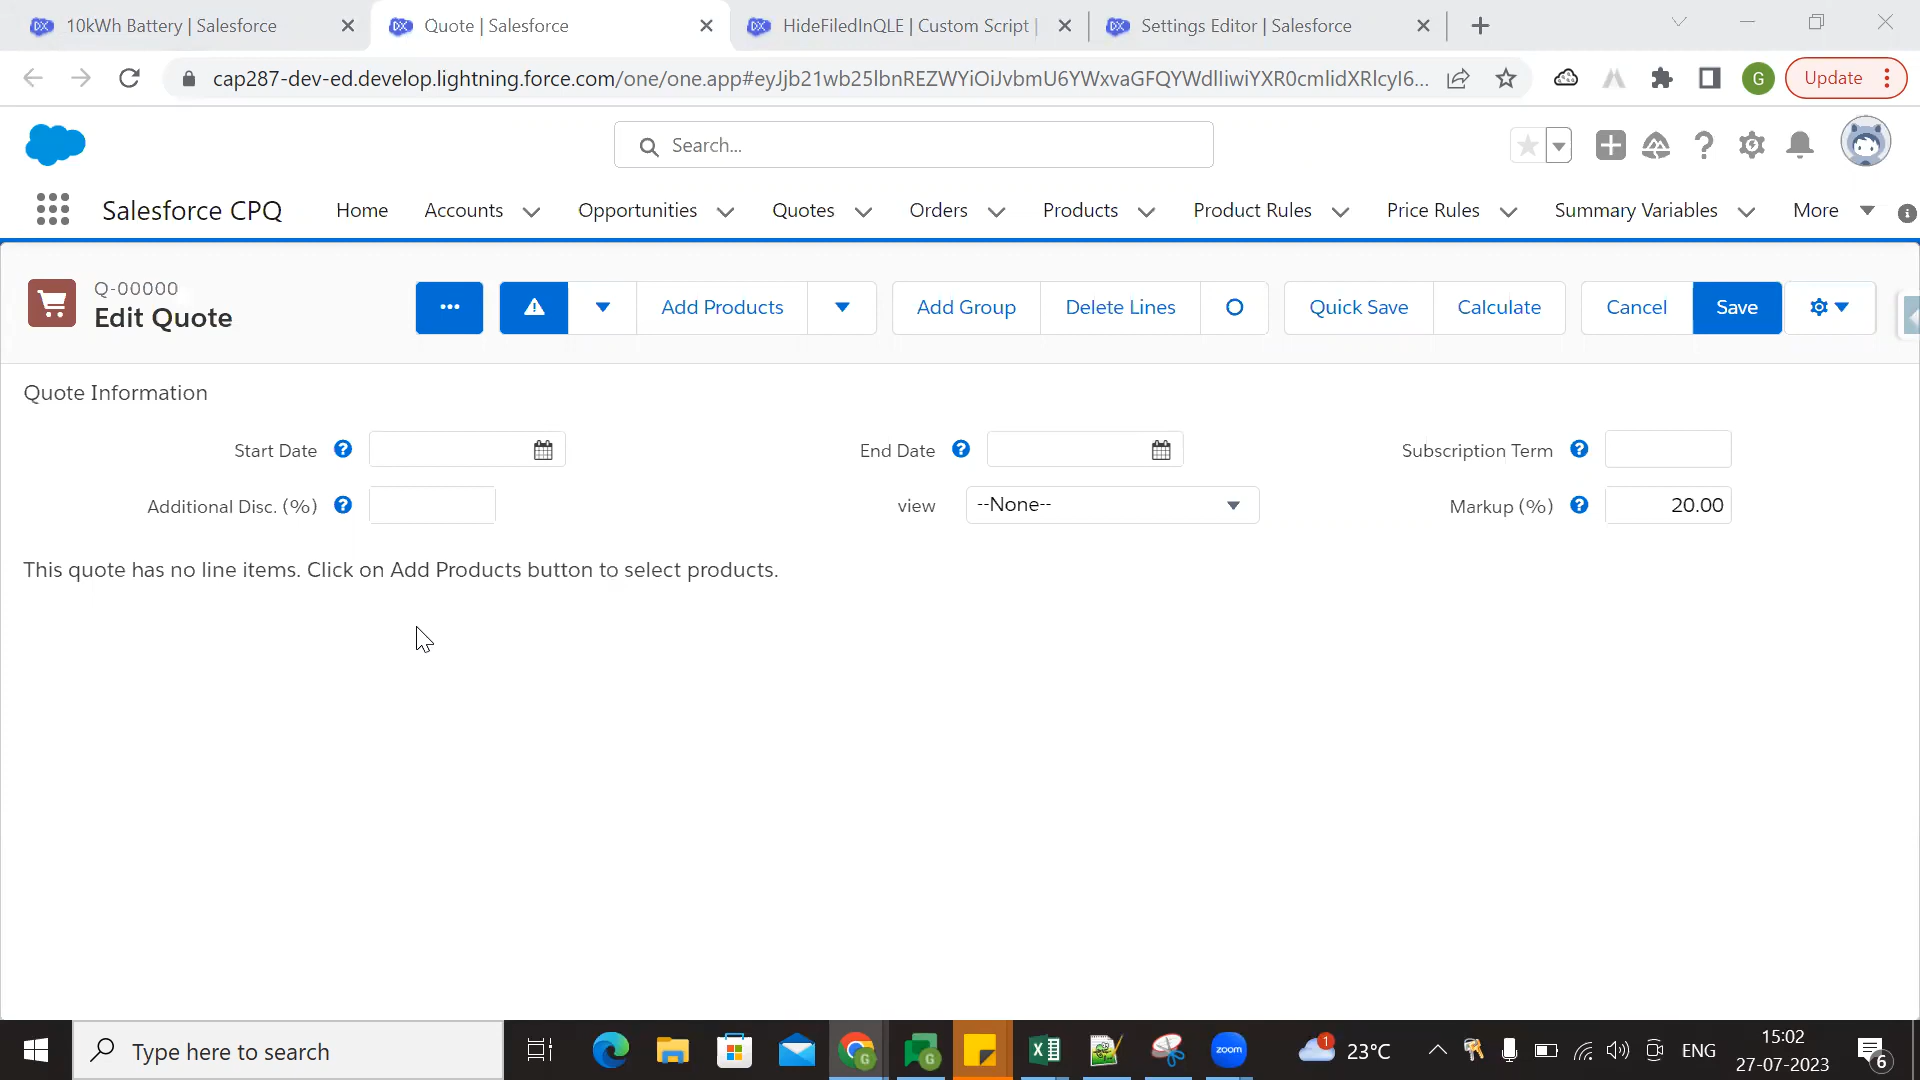 10kWh Battery | Salesforce
Quote | Salesforce
HideFiledInQLE | Custom Script |
Settings Editor | Salesforce
cap287-dev-ed.develop.lightning.force.com/one/one.app#eyJjb21wb25lbnREZWYiOiJvbmU6YWxvaGFQYWdlIiwiYXR0cmlidXRlcyI6...
G
Update
Search...
Salesforce CPQ
Home
Accounts
Opportunities
Quotes
Orders
Products
Product Rules
Price Rules
Summary Variables
More
Q-00000
Edit Quote
Add Products
Add Group
Delete Lines
Quick Save
Calculate
Cancel
Save
Quote Information
Start Date
End Date
Subscription Term
Additional Disc. (%)
view
--None--
Markup (%)
20.00
This quote has no line items. Click on Add Products button to select products.
Type here to search
zoom
1
23°C
ENG
15:02
27-07-2023
6